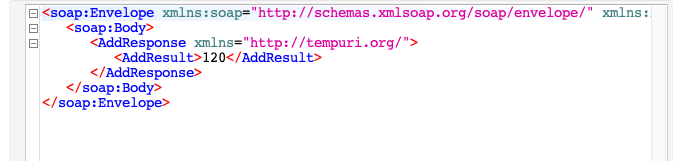 <soap:Envelope xmlns:soap="http://schemas.xmlsoap.org/soap/envelope/" xmlns:
<soap:Body>
<AddResponse xmlns="http://tempuri.org/">
<AddResult>120</AddResult>
</AddResponse>
</soap:Body>
</soap:Envelope>